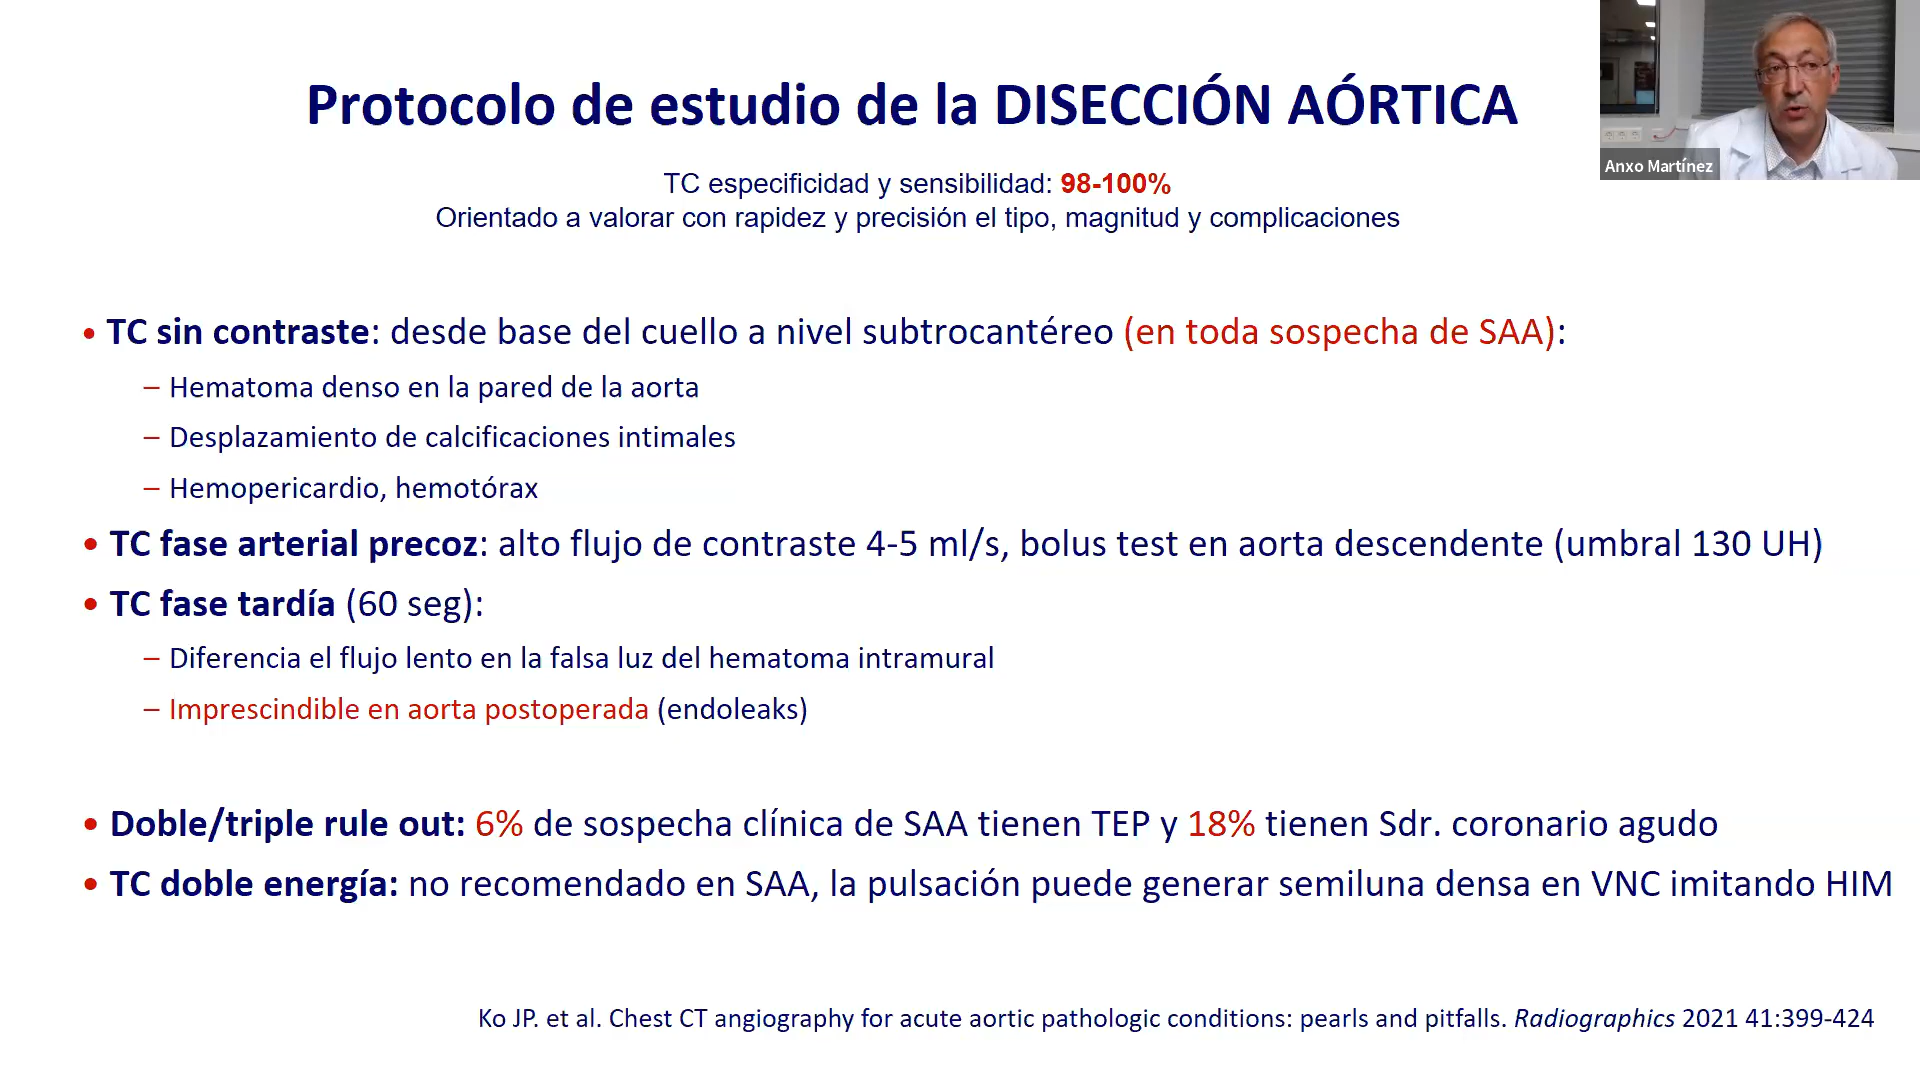 Protocolo de estudio de la DISECCIÓN AÓRTICA
Anxo Martínez
TC especificidad y sensibilidad: 98-100%
Orientado a valorar con rapidez y precisión el tipo, magnitud y complicaciones
• TC sin contraste: desde base del cuello a nivel subtrocantéreo (en toda sospecha de SAA):
– Hematoma denso en la pared de la aorta
– Desplazamiento de calcificaciones intimales
– Hemopericardio, hemotórax
• TC fase arterial precoz: alto flujo de contraste 4-5 ml/s, bolus test en aorta descendente (umbral 130 UH)
• TC fase tardía (60 seg):
– Diferencia el flujo lento en la falsa luz del hematoma intramural
– Imprescindible en aorta postoperada (endoleaks)
• Doble/triple rule out: 6% de sospecha clínica de SAA tienen TEP y 18% tienen Sdr. coronario agudo
• TC doble energía: no recomendado en SAA, la pulsación puede generar semiluna densa en VNC imitando HIM
Ko JP. et al. Chest CT angiography for acute aortic pathologic conditions: pearls and pitfalls. Radiographics 2021 41:399-424